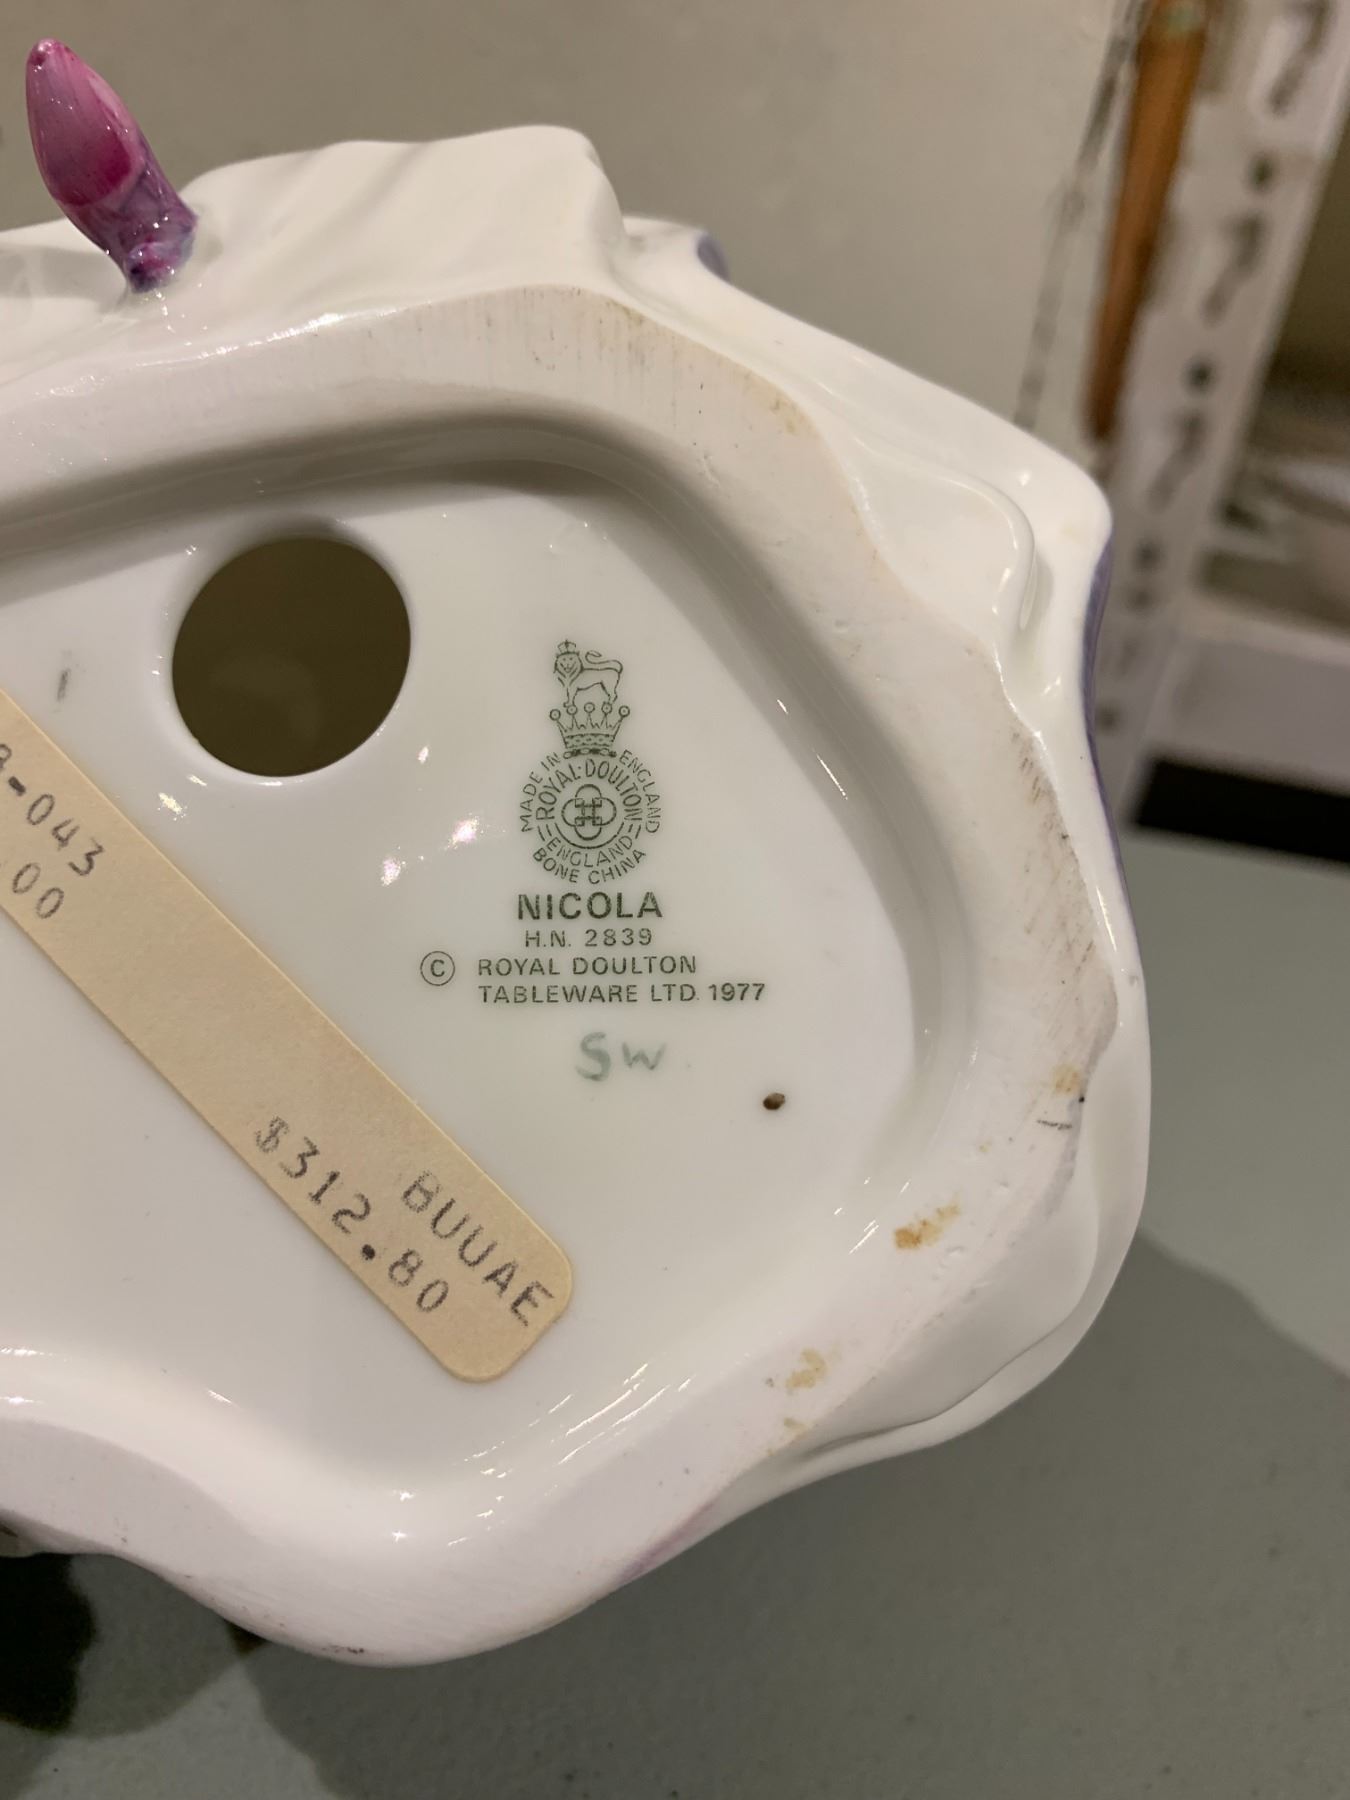 MADE IN ENGLAND
ROYAL·DOULTON
ENGLAND
BONE CHINA
NICOLA
H.N. 2839
© ROYAL DOULTON
TABLEWARE LTD. 1977
SW
-043
.00
BUUAE
$312.80